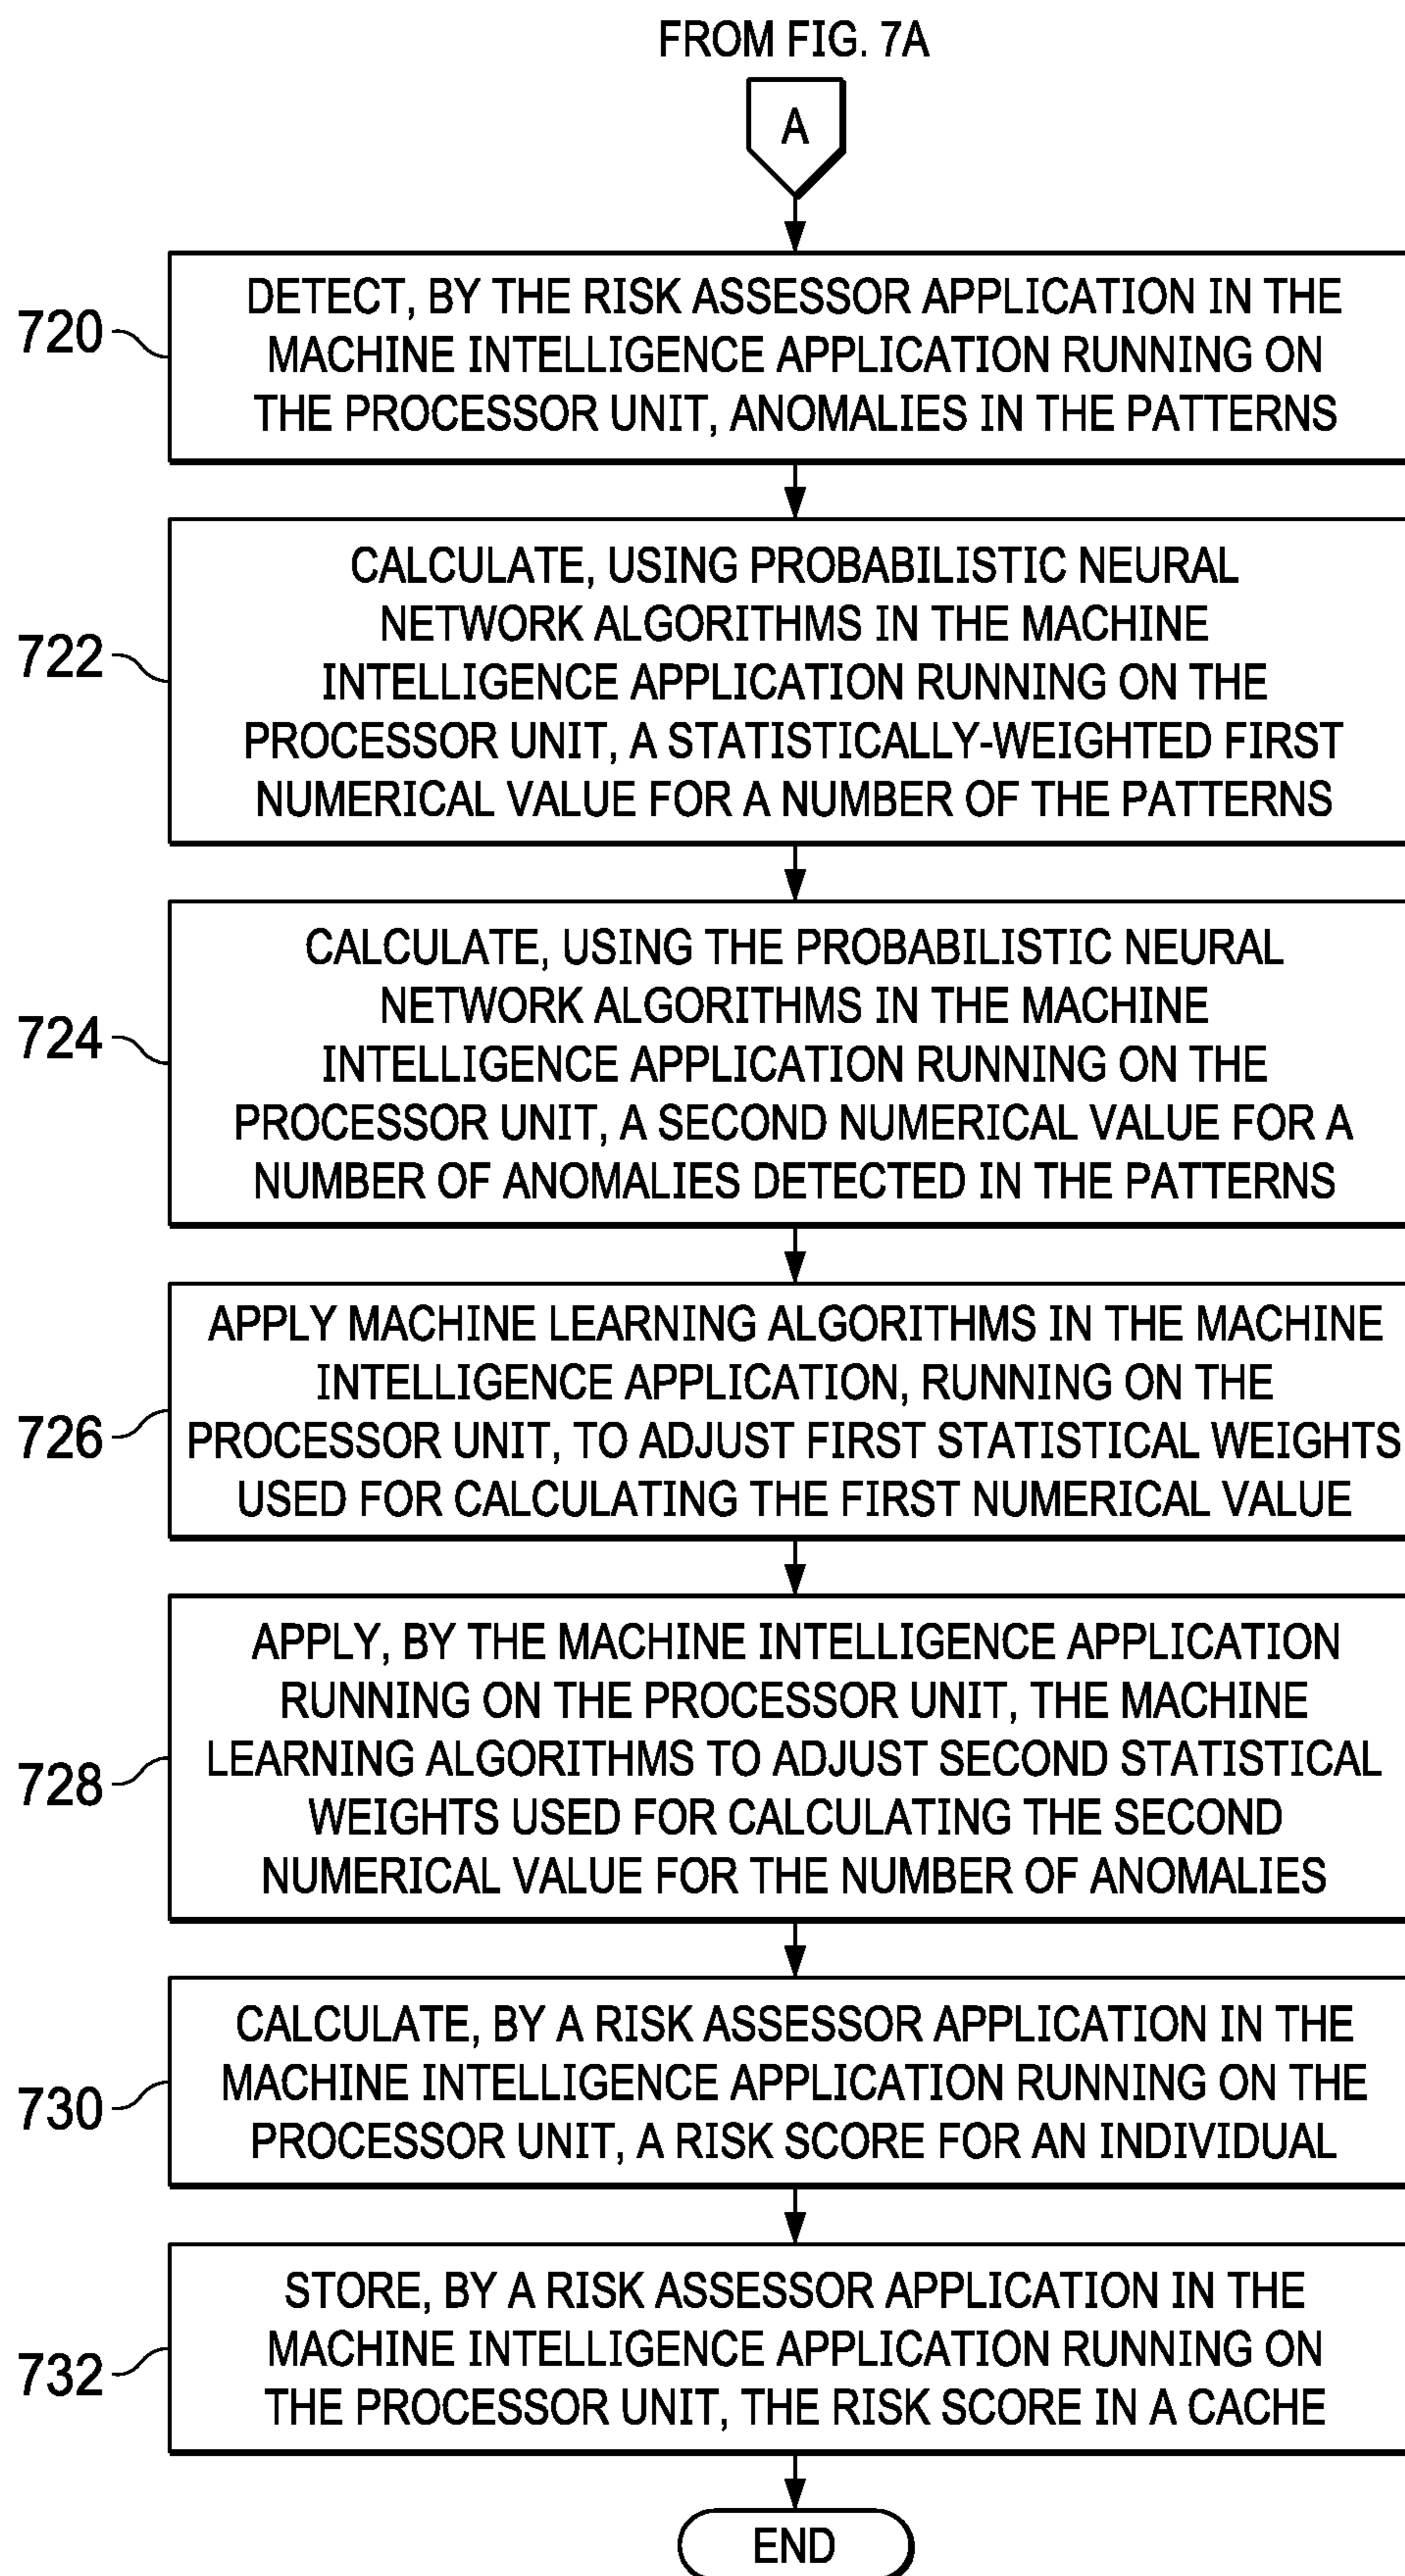 FROM FIG. 7A
A
720
DETECT, BY THE RISK ASSESSOR APPLICATION IN THE
MACHINE INTELLIGENCE APPLICATION RUNNING ON
THE PROCESSOR UNIT, ANOMALIES IN THE PATTERNS
722
CALCULATE, USING PROBABILISTIC NEURAL
NETWORK ALGORITHMS IN THE MACHINE
INTELLIGENCE APPLICATION RUNNING ON THE
PROCESSOR UNIT, A STATISTICALLY-WEIGHTED FIRST
NUMERICAL VALUE FOR A NUMBER OF THE PATTERNS
724
CALCULATE, USING THE PROBABILISTIC NEURAL
NETWORK ALGORITHMS IN THE MACHINE
INTELLIGENCE APPLICATION RUNNING ON THE
PROCESSOR UNIT, A SECOND NUMERICAL VALUE FOR A
NUMBER OF ANOMALIES DETECTED IN THE PATTERNS
726
APPLY MACHINE LEARNING ALGORITHMS IN THE MACHINE
INTELLIGENCE APPLICATION, RUNNING ON THE
PROCESSOR UNIT, TO ADJUST FIRST STATISTICAL WEIGHTS
USED FOR CALCULATING THE FIRST NUMERICAL VALUE
728
APPLY, BY THE MACHINE INTELLIGENCE APPLICATION
RUNNING ON THE PROCESSOR UNIT, THE MACHINE
LEARNING ALGORITHMS TO ADJUST SECOND STATISTICAL
WEIGHTS USED FOR CALCULATING THE SECOND
NUMERICAL VALUE FOR THE NUMBER OF ANOMALIES
730
CALCULATE, BY A RISK ASSESSOR APPLICATION IN THE
MACHINE INTELLIGENCE APPLICATION RUNNING ON THE
PROCESSOR UNIT, A RISK SCORE FOR AN INDIVIDUAL
732
STORE, BY A RISK ASSESSOR APPLICATION IN THE
MACHINE INTELLIGENCE APPLICATION RUNNING ON
THE PROCESSOR UNIT, THE RISK SCORE IN A CACHE
END